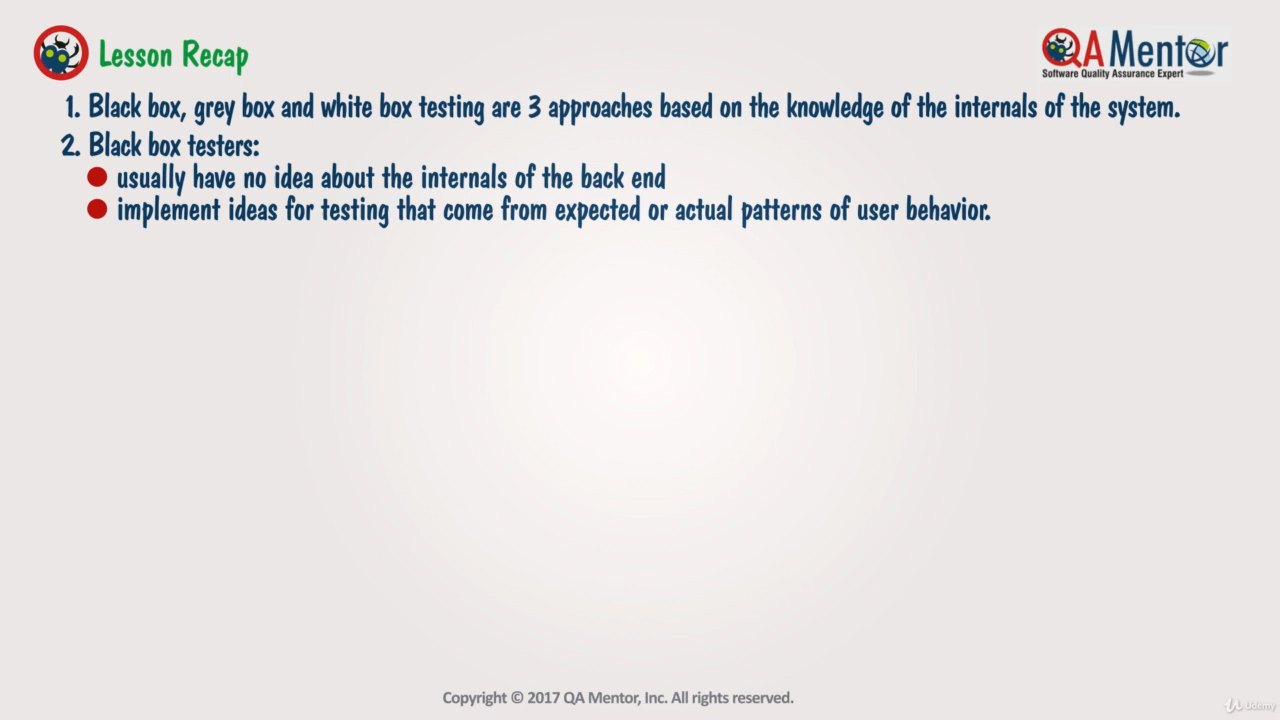 Lesson Recap
QA Mentor
Software Quality Assurance Expert
1. Black box, grey box and white box testing are 3 approaches based on the knowledge of the internals of the system.
2. Black box testers:
usually have no idea about the internals of the back end
implement ideas for testing that come from expected or actual patterns of user behavior.
Copyright © 2017 QA Mentor, Inc. All rights reserved.
Udemy